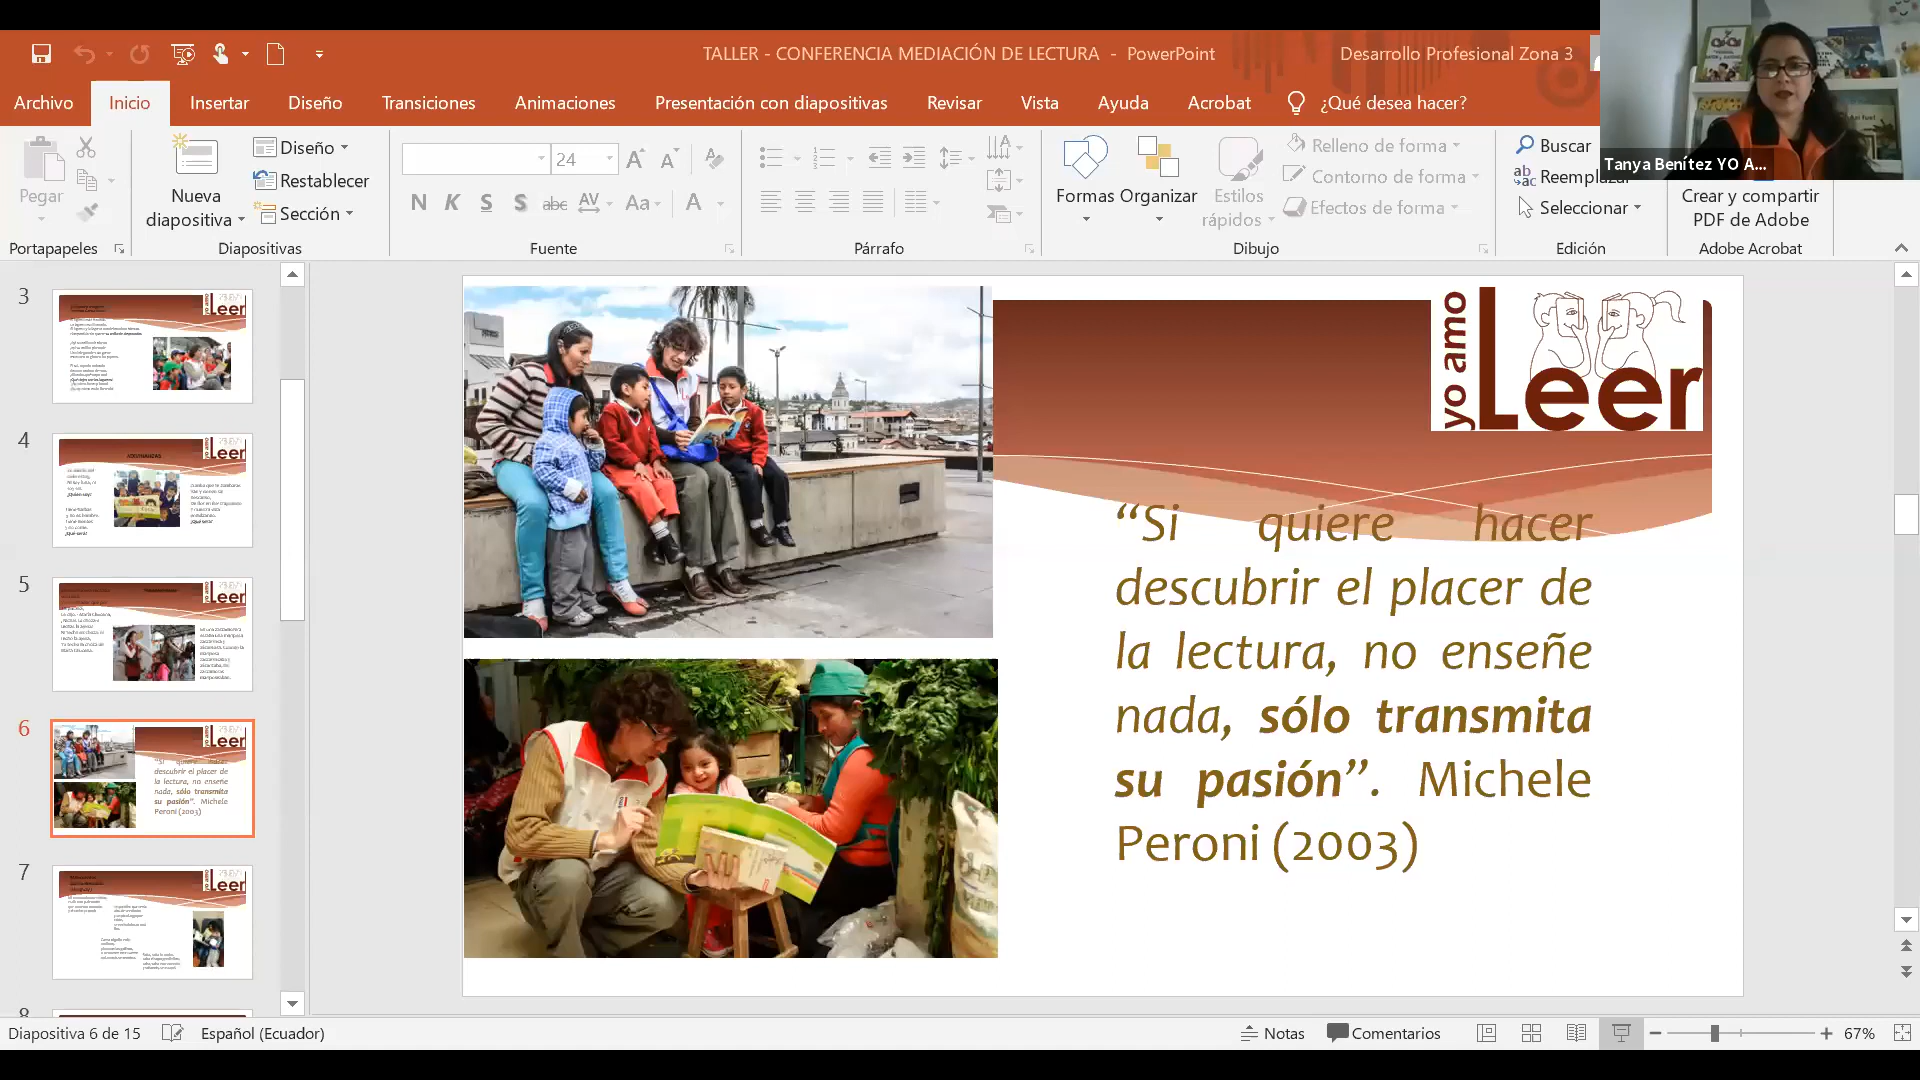 TALLER - CONFERENCIA MEDIACIÓN DE LECTURA - PowerPoint
Desarrollo Profesional Zona 3
Archivo Inicio Insertar Diseño Transiciones Animaciones Presentación con diapositivas Revisar Vista Ayuda Acrobat ¿Qué desea hacer?
Tanya Benítez YO A...
Pegar
Nueva diapositiva
Diseño
Restablecer
Sección
24
N K S S abc AV Aa A
Formas Organizar Estilos rápidos
Relleno de forma
Contorno de forma
Efectos de forma
Buscar
Reemplazar
Seleccionar
Crear y compartir
PDF de Adobe
Portapapeles Diapositivas Fuente Párrafo Dibujo Edición Adobe Acrobat
3
4
5
6
7
8
yo amo
Leer
“Si quiere hacer
descubrir el placer de
la lectura, no enseñe
nada, sólo transmita
su pasión”. Michele
Peroni (2003)
Diapositiva 6 de 15 Español (Ecuador) Notas Comentarios 67%